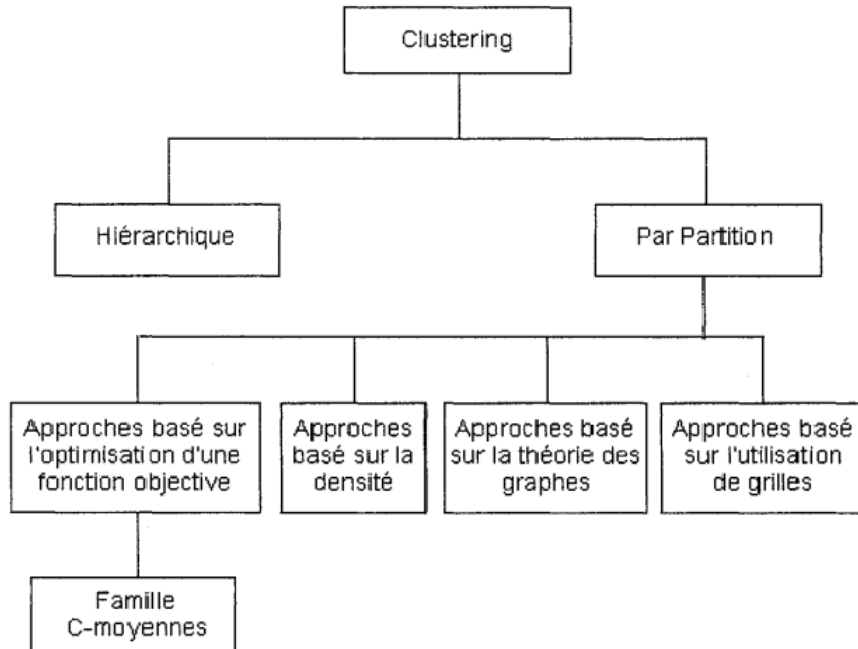 Clustering
Hiérarchique
Par Partition
Approches basé sur
l'optimisation d'une
fonction objective
Approches
basé sur la
densité
Approches basé
sur la théorie des
graphes
Approches basé
sur l'utilisation
de grilles
Famille
C-moyennes